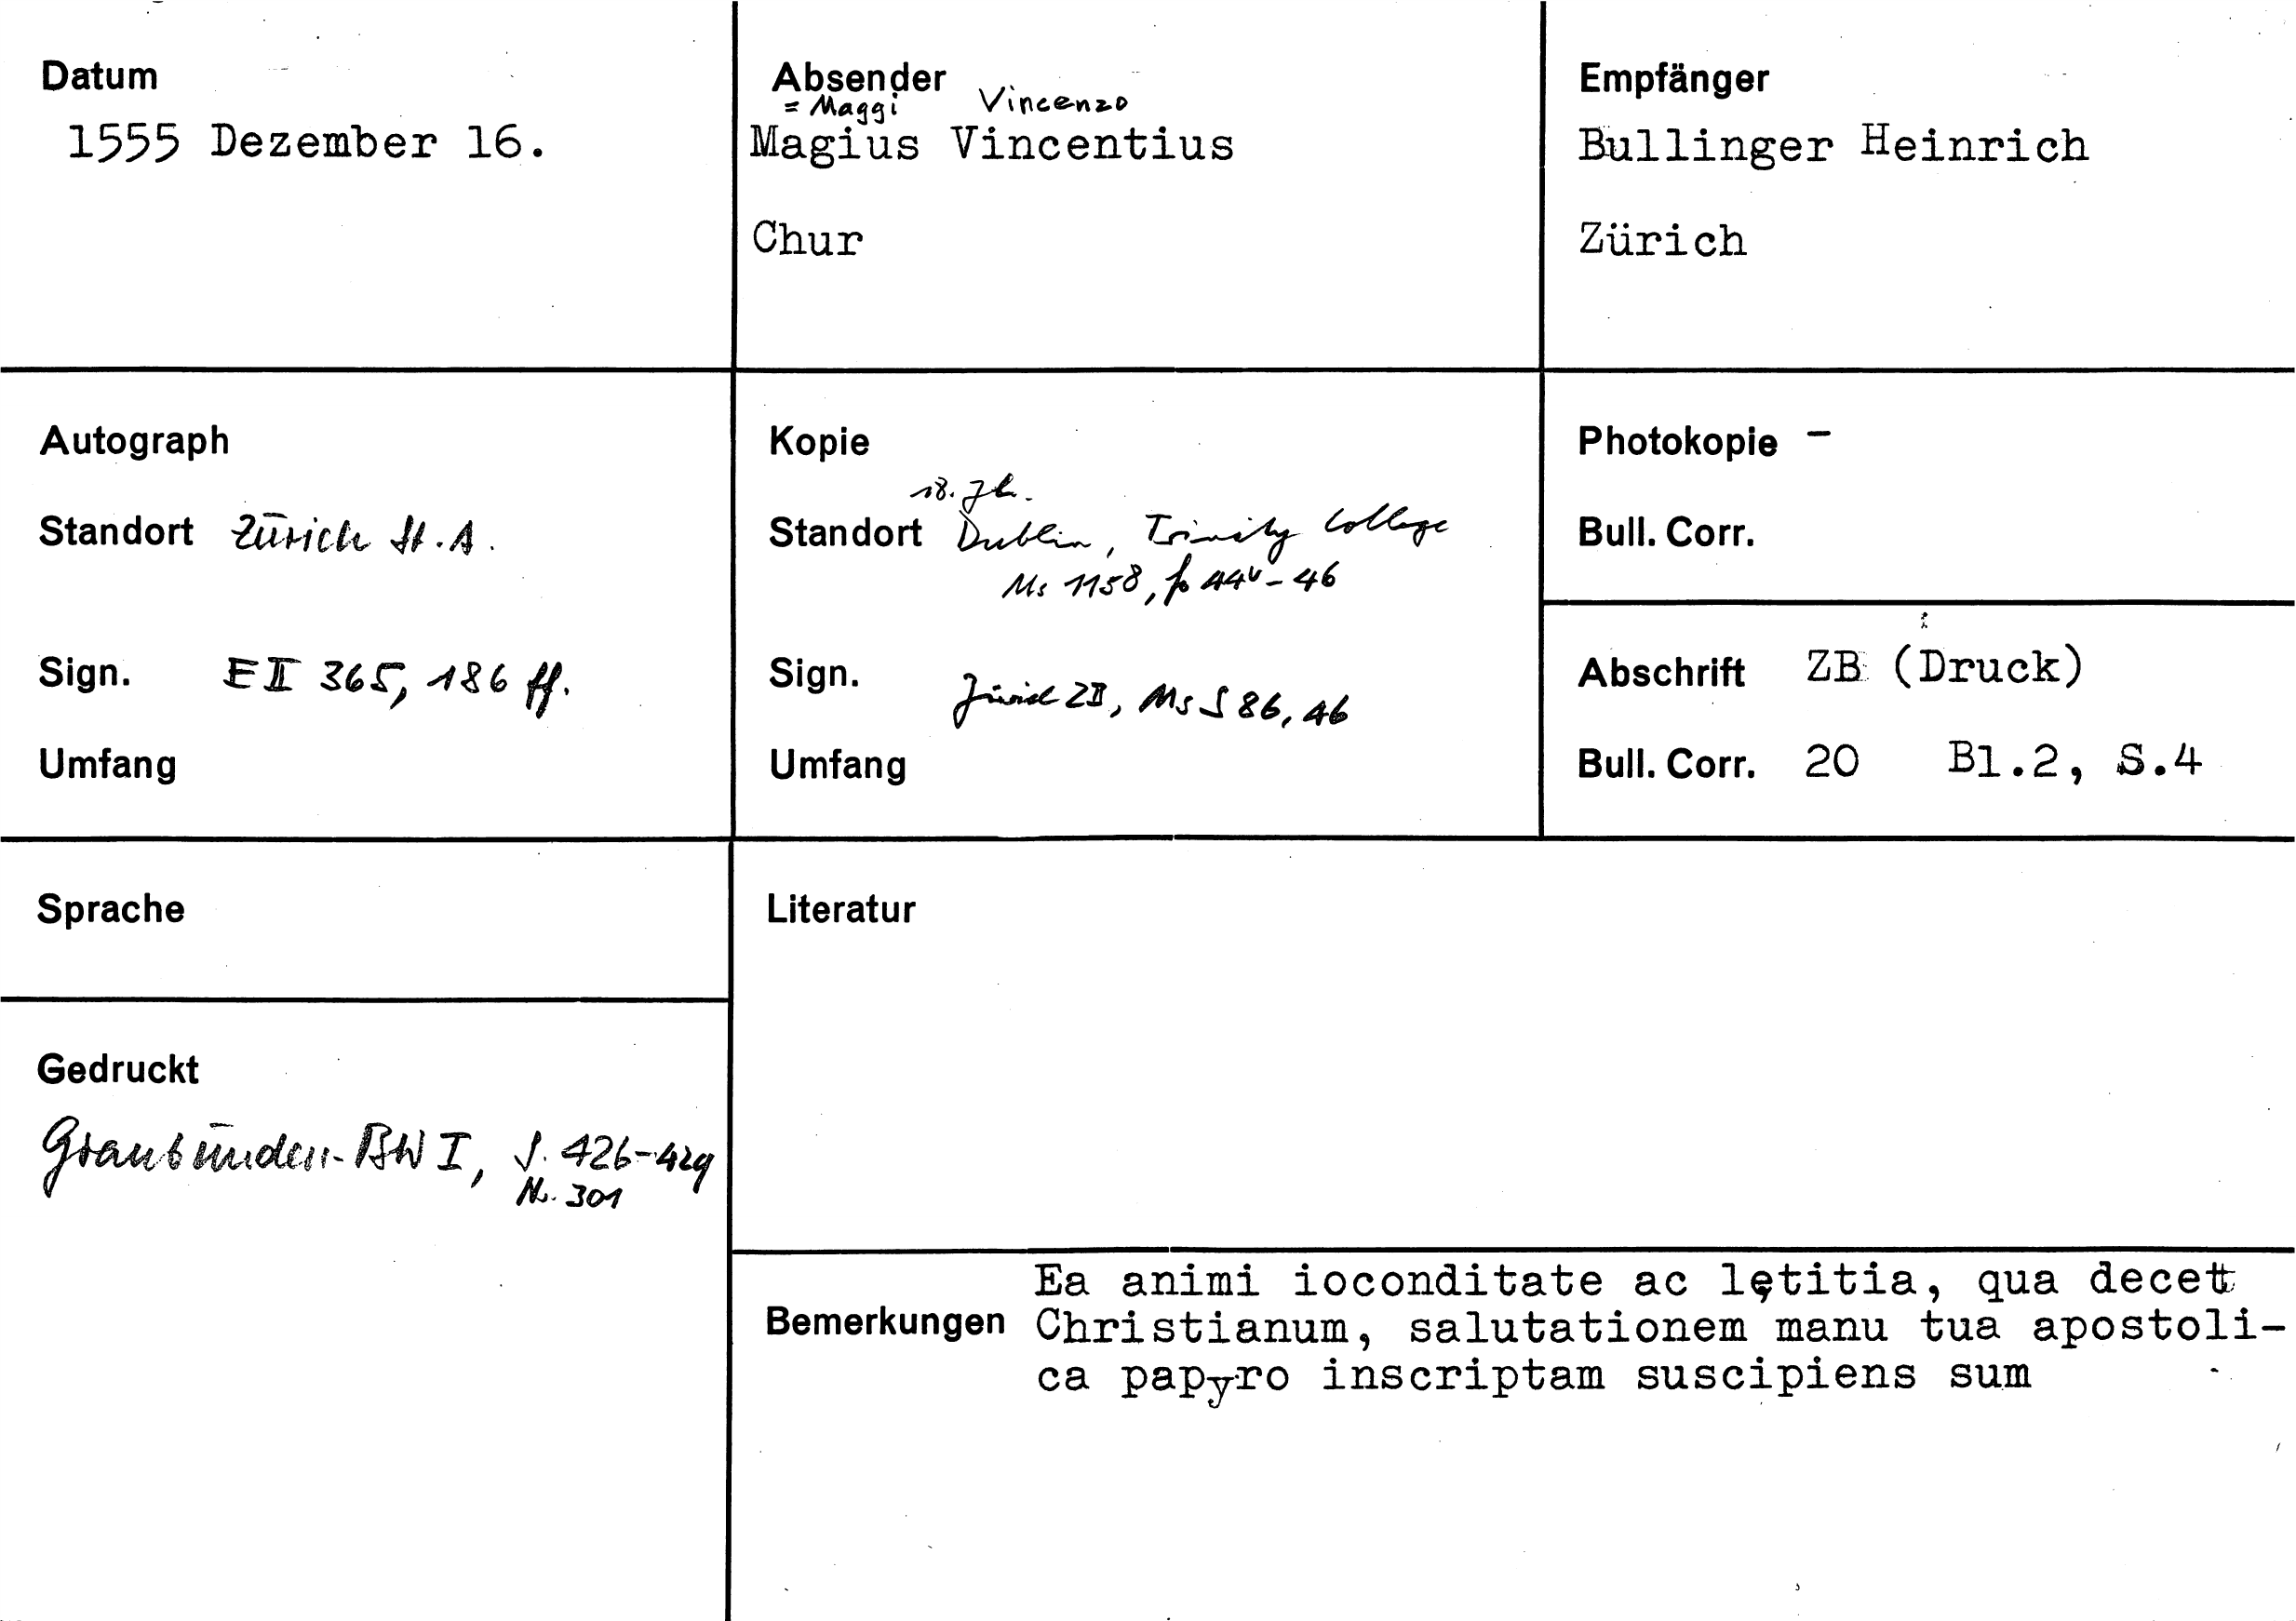 Datum
1555 Dezember 16.
Absender
= Maggi Vincenzo
Magius Vincentius
Chur
Empfänger
Bullinger Heinrich
Zürich
Autograph
Standort Zürich St.A.
Sign. E II 365, 186 ff.
Umfang
Kopie
18. Jh.
Standort Dublin, Trinity College
Ms 1158, fo 44v-46
Sign. Zürich ZB, Ms S 86, 46
Umfang
Photokopie -
Bull. Corr.
Abschrift ZB (Druck)
Bull. Corr. 20 Bl.2, S.4
Sprache
Gedruckt
Graubünden-BW I, S. 426-429
Nr. 301
Literatur
Bemerkungen
Ea animi ioconditate ac lętitia, qua decet
Christianum, salutationem manu tua apostoli-
ca papyro inscriptam suscipiens sum